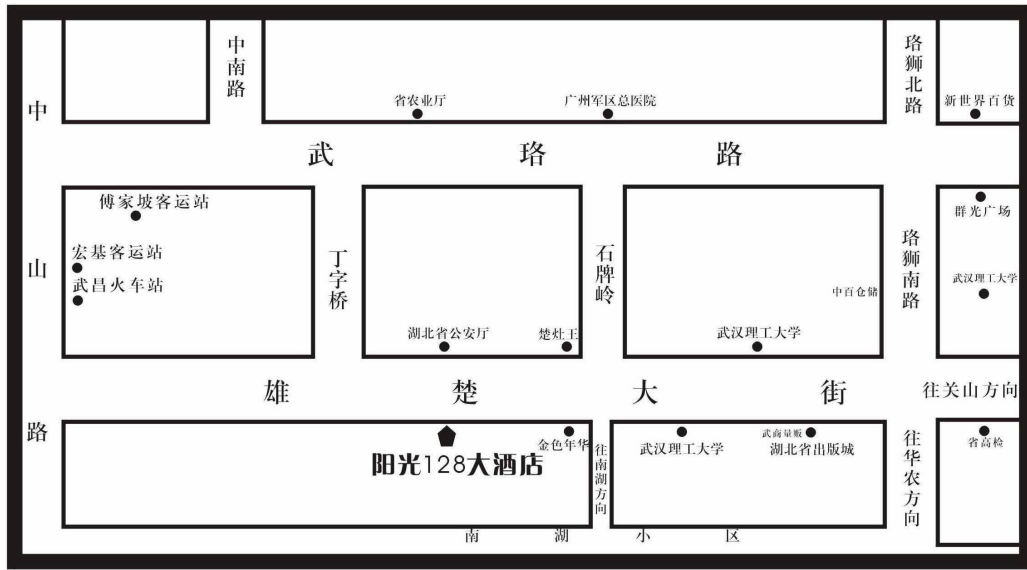 中山路
中南路
珞狮北路
省农业厅
广州军区总医院
新世界百货
武珞路
傅家坡客运站
宏基客运站
武昌火车站
丁字桥
石牌岭
珞狮南路
群光广场
武汉理工大学
中百仓储
湖北省公安厅
楚灶王
武汉理工大学
雄楚大街
往关山方向
阳光128大酒店
金色年华
往南湖方向
武汉理工大学
武商量贩
湖北省出版城
往华农方向
省高检
南湖小区